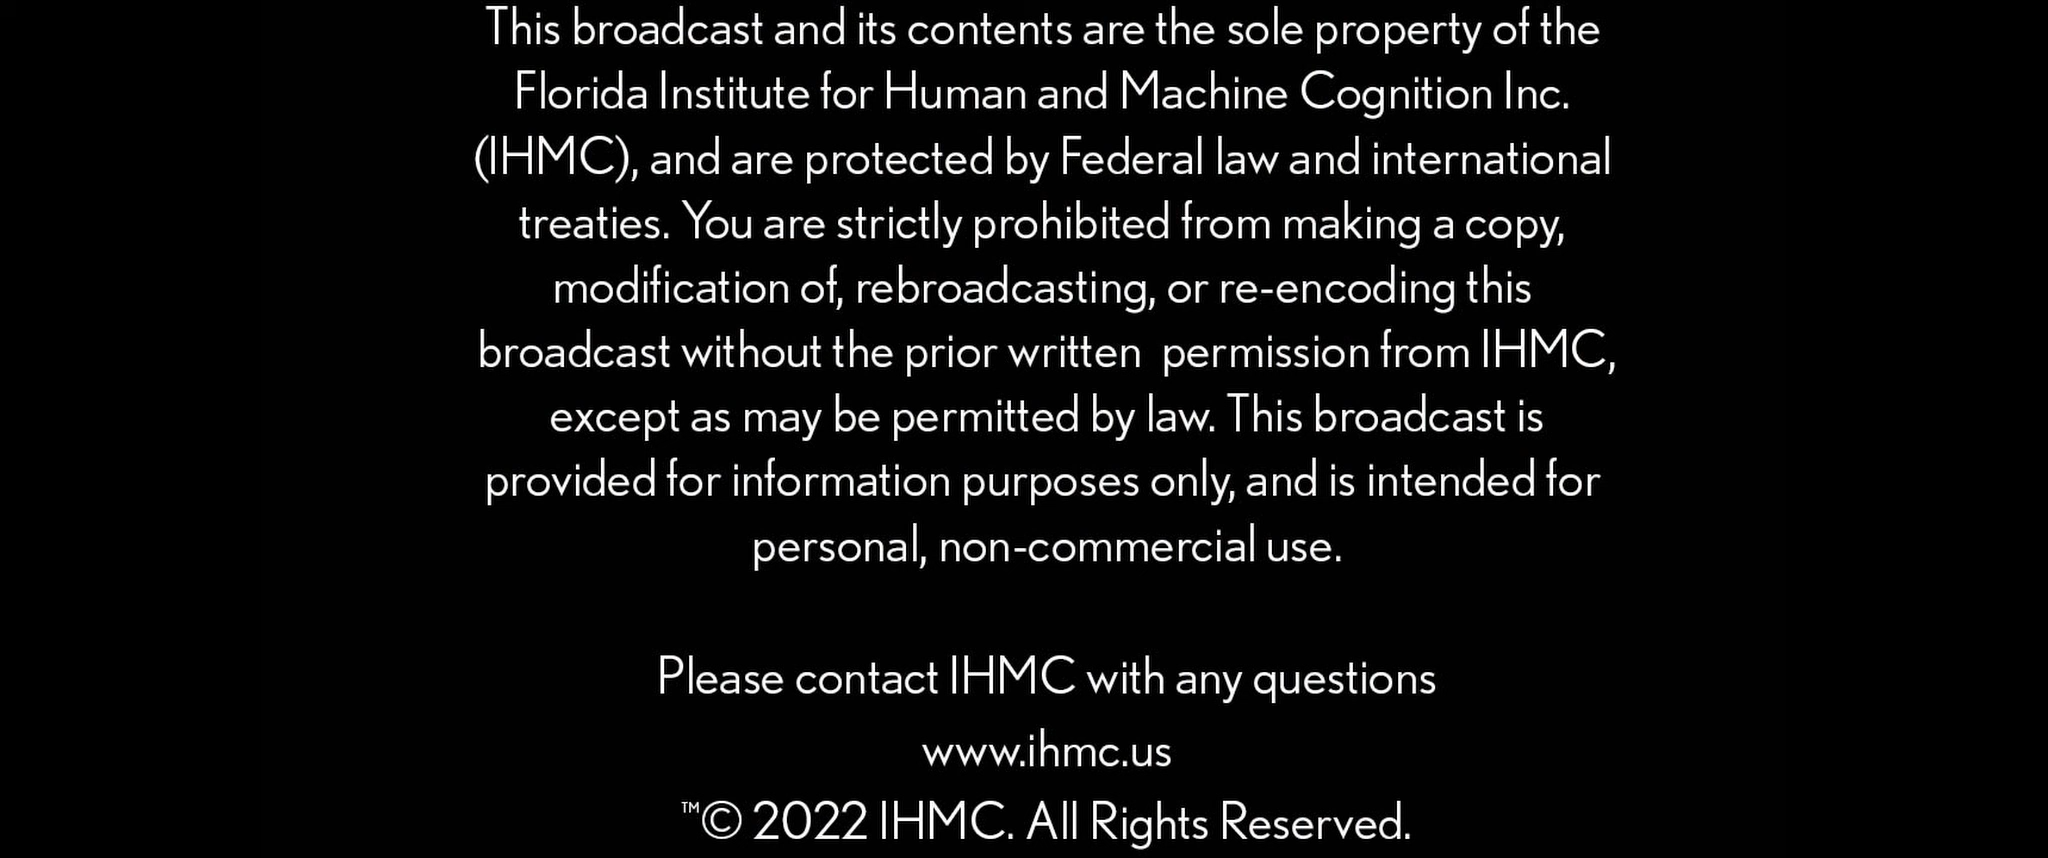 This broadcast and its contents are the sole property of the
Florida Institute for Human and Machine Cognition Inc.
(IHMC), and are protected by Federal law and international
treaties. You are strictly prohibited from making a copy,
modification of, rebroadcasting, or re-encoding this
broadcast without the prior written  permission from IHMC,
except as may be permitted by law. This broadcast is
provided for information purposes only, and is intended for
personal, non-commercial use.
Please contact IHMC with any questions
www.ihmc.us
™© 2022 IHMC. All Rights Reserved.